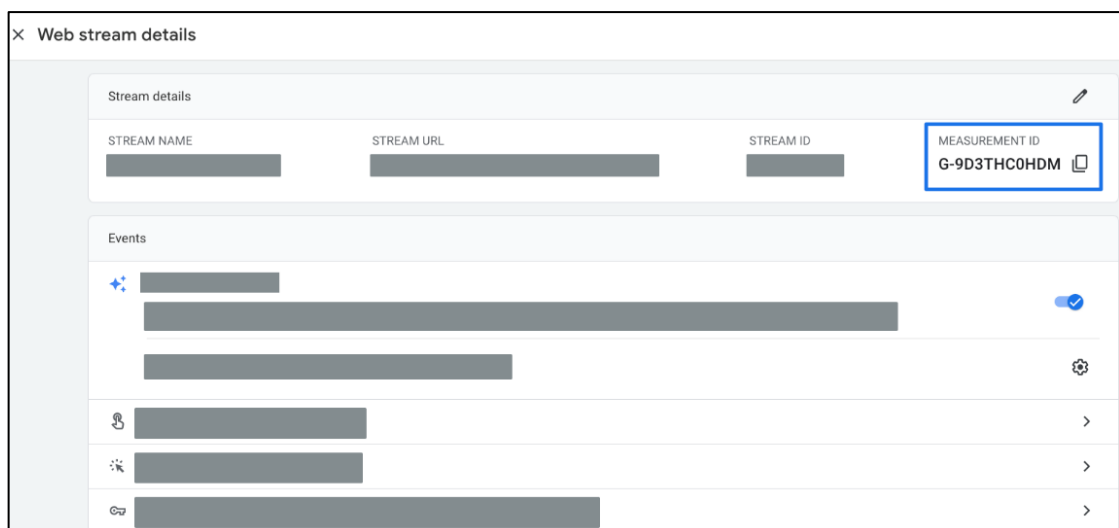 Web stream details
Stream details
STREAM NAME STREAM URL STREAM ID MEASUREMENT ID
G-9D3THC0HDM
Events